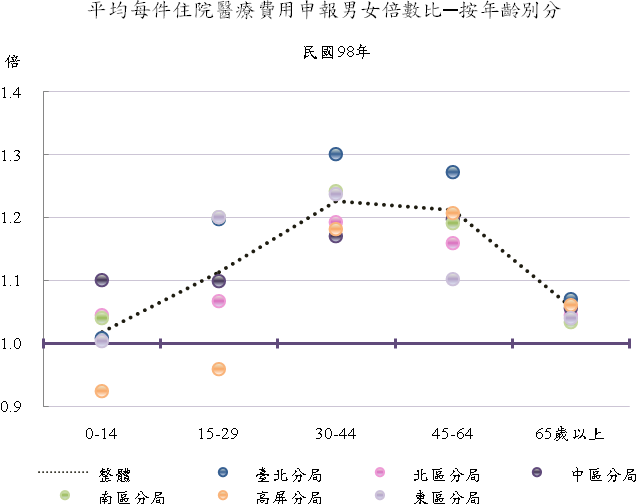 平均每件住院醫療費用申報男女倍數比—按年齡別分
民國98年
倍
1.4
1.3
1.2
1.1
1.0
0.9
0-14 15-29 30-44 45-64 65歲以上
整體 臺北分局 北區分局 中區分局
南區分局 高屏分局 東區分局